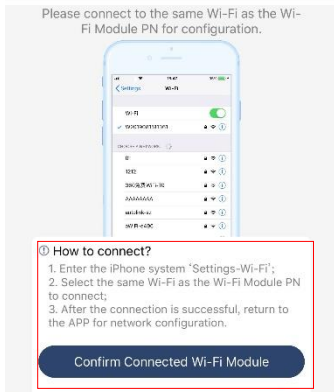 Please connect to the same Wi-Fi as the Wi-
Fi Module PN for configuration.
Settings
Wi-Fi
Wi-Fi
1242
AAAAAAAA
How to connect?
1. Enter the iPhone system 'Settings-Wi-Fi';
2. Select the same Wi-Fi as the Wi-Fi Module PN
to connect;
3. After the connection is successful, return to
the APP for network configuration.
Confirm Connected Wi-Fi Module